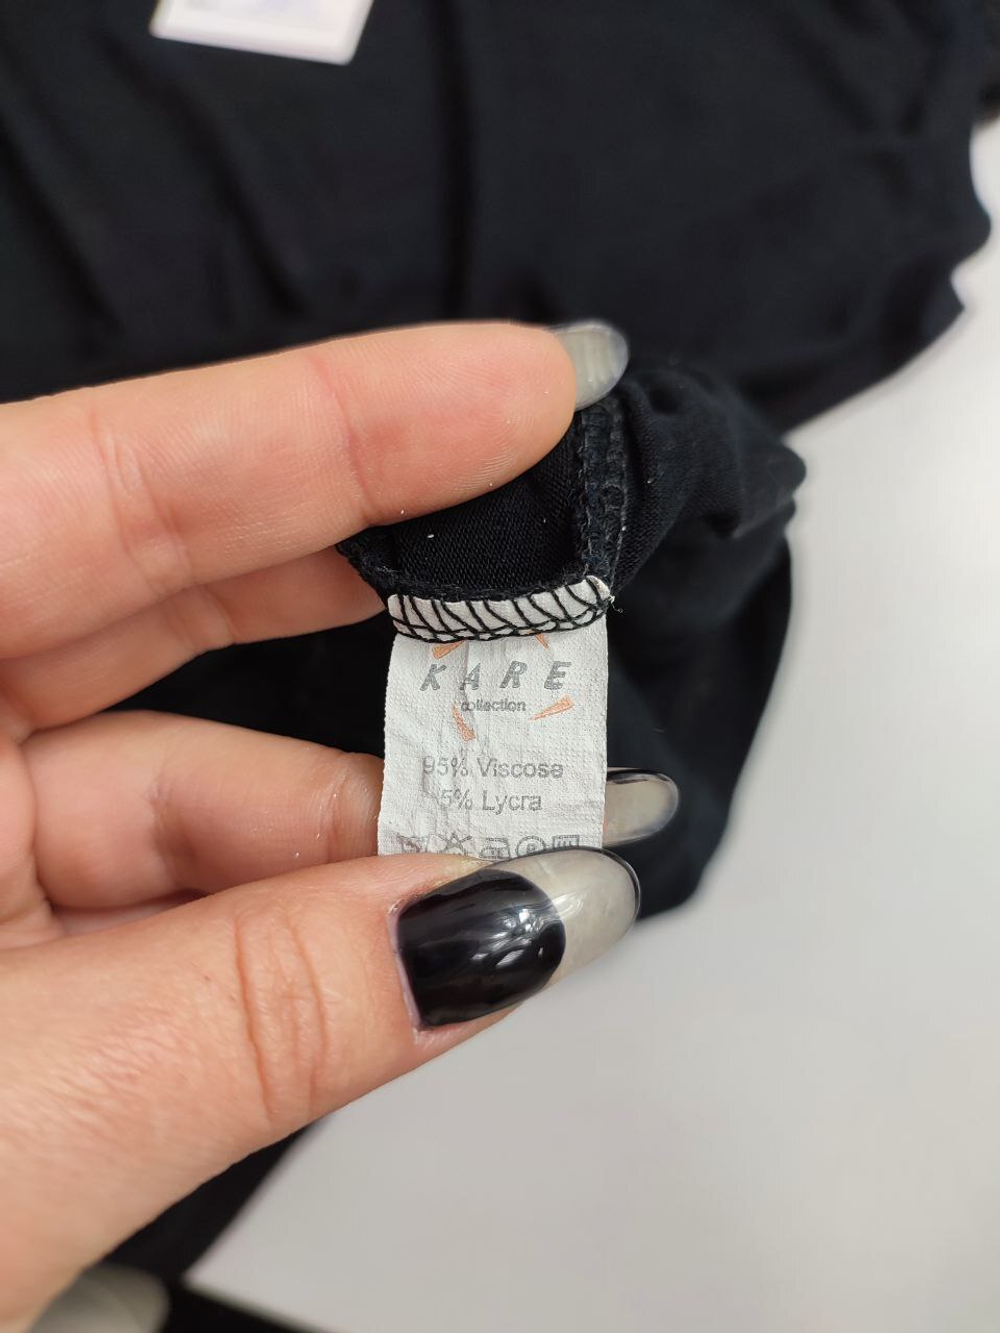 KARE
collection
95% Viscose
5% Lycra